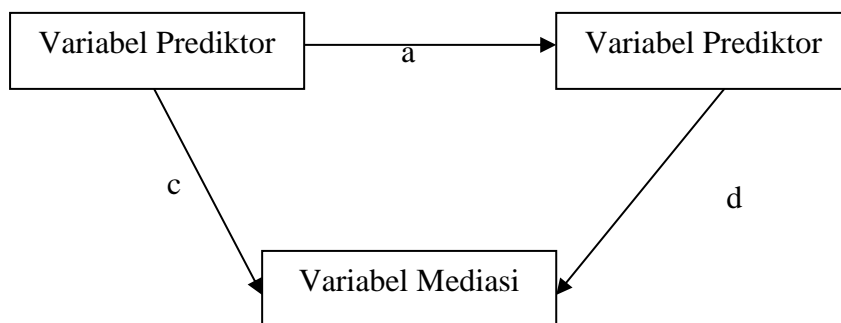 Variabel Prediktor
Variabel Prediktor
a
c
d
Variabel Mediasi